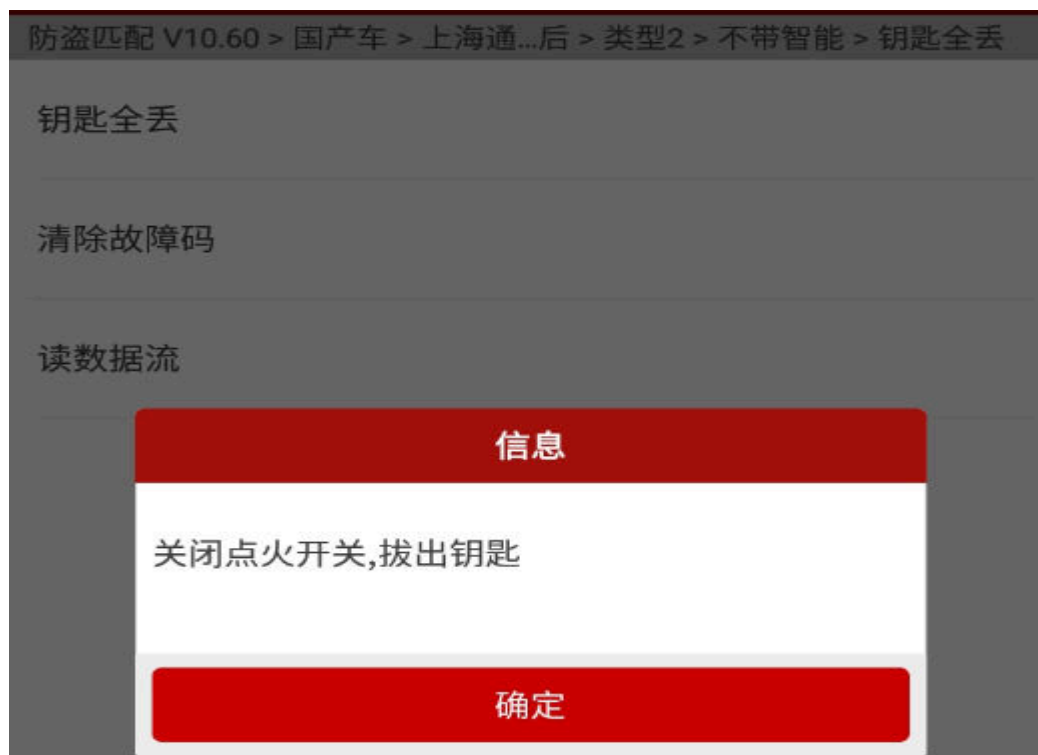 防盗匹配 V10.60 > 国产车 > 上海通...后 > 类型2 > 不带智能 > 钥匙全丢
钥匙全丢
清除故障码
读数据流
信息
关闭点火开关,拔出钥匙
确定